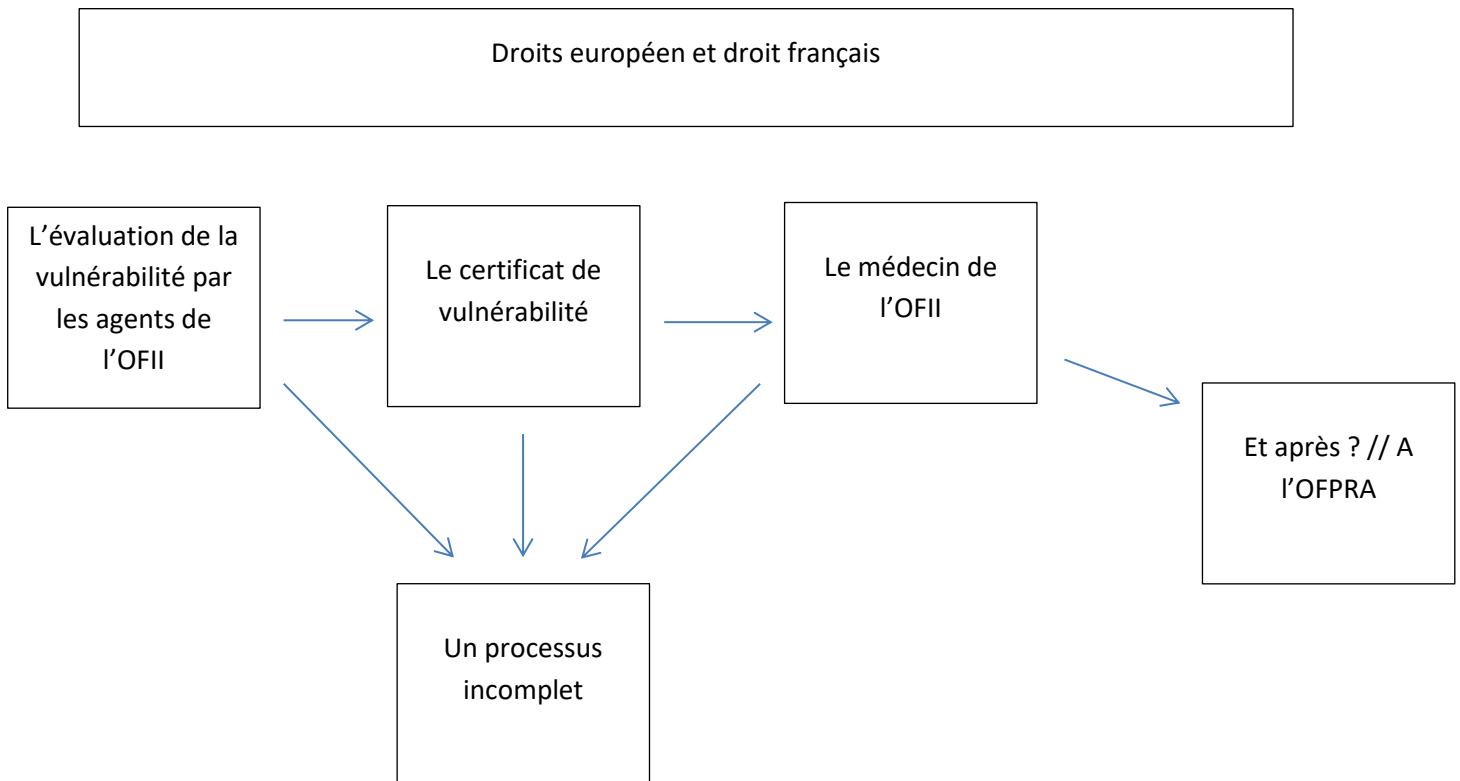 Droits européen et droit français
L’évaluation de la
vulnérabilité par
les agents de
l’OFII
Le certificat de
vulnérabilité
Le médecin de
l’OFII
Et après ? // A
l’OFPRA
Un processus
incomplet